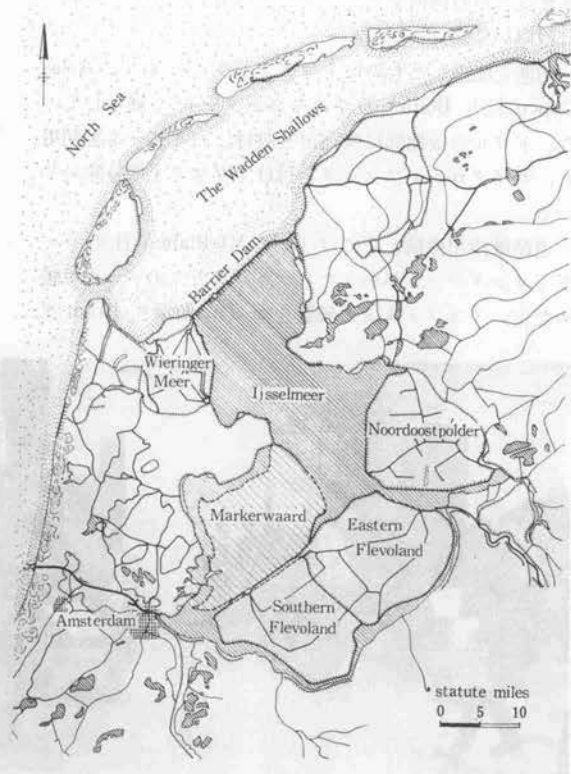 North Sea
The Wadden Shallows
Barrier Dam
Wieringer
Meer
Ijsselmeer
Noordoostpolder
Markerwaard
Eastern
Flevoland
Southern
Flevoland
Amsterdam
statute miles
0 5 10